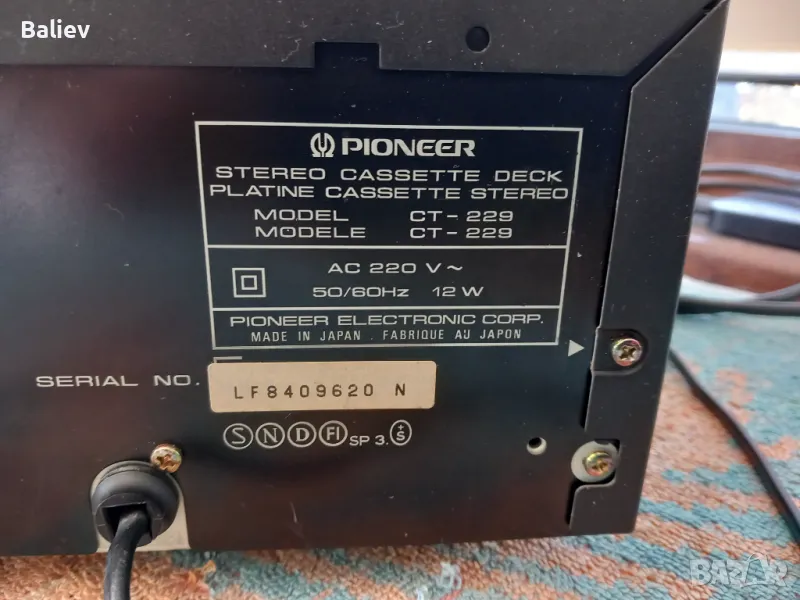 Baliev
PIONEER
STEREO CASSETTE DECK
PLATINE CASSETTE STEREO
MODEL CT-229
MODELE CT-229
AC 220 V ~
50/60Hz 12 W
PIONEER ELECTRONIC CORP.
MADE IN JAPAN . FABRIQUE AU JAPON
SERIAL NO. LF8409620 N
S N D FI SP 3. +S
BAZAR